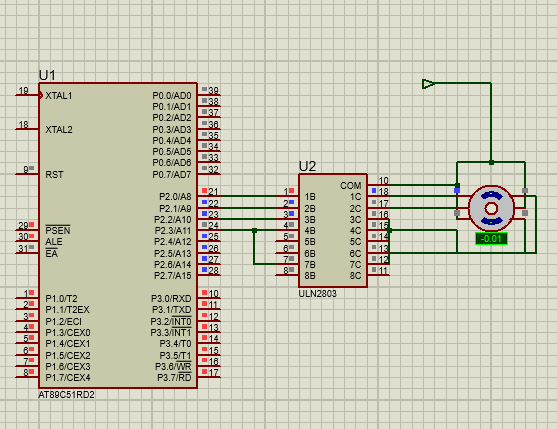 U1
19 XTAL1 P0.0/AD0 39
P0.1/AD1 38
P0.2/AD2 37
18 XTAL2 P0.3/AD3 36
P0.4/AD4 35
P0.5/AD5 34
P0.6/AD6 33
9 RST P0.7/AD7 32
P2.0/A8 21
P2.1/A9 22
P2.2/A10 23
29 PSEN P2.3/A11 24
30 ALE P2.4/A12 25
31 EA P2.5/A13 26
P2.6/A14 27
P2.7/A15 28
1 P1.0/T2 P3.0/RXD 10
2 P1.1/T2EX P3.1/TXD 11
3 P1.2/ECI P3.2/INT0 12
4 P1.3/CEX0 P3.3/INT1 13
5 P1.4/CEX1 P3.4/T0 14
6 P1.5/CEX2 P3.5/T1 15
7 P1.6/CEX3 P3.6/WR 16
8 P1.7/CEX4 P3.7/RD 17
AT89C51RD2
U2
COM 10
1 1B 1C 18
2 2B 2C 17
3 3B 3C 16
4 4B 4C 15
5 5B 5C 14
6 6B 6C 13
7 7B 7C 12
8 8B 8C 11
ULN2803
-0.01